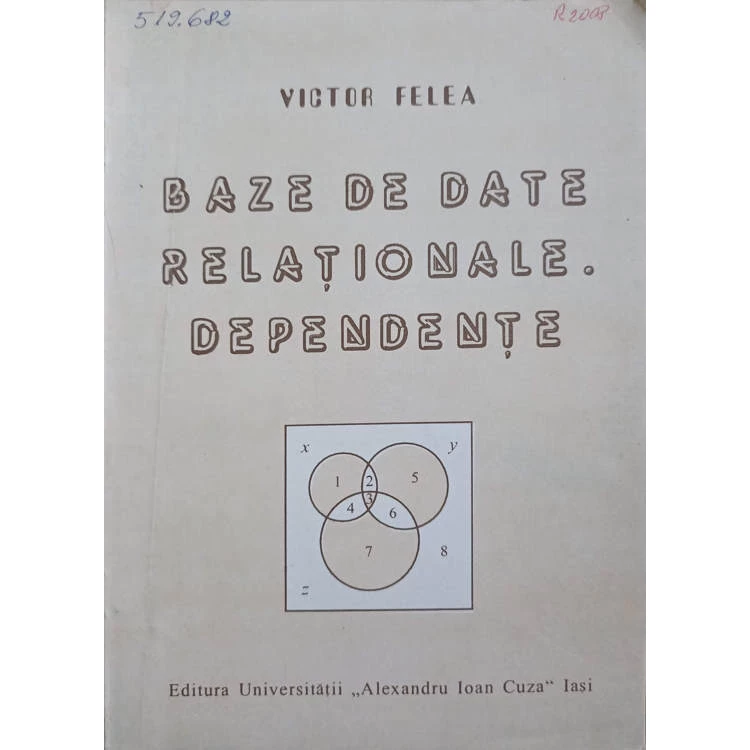 519.682 R2003
VICTOR FELEA
BAZE DE DATE
RELAȚIONALE.
DEPENDENȚE
x y
1 2 5
3
4 6
7 8
z
Editura Universității „Alexandru Ioan Cuza“ Iași